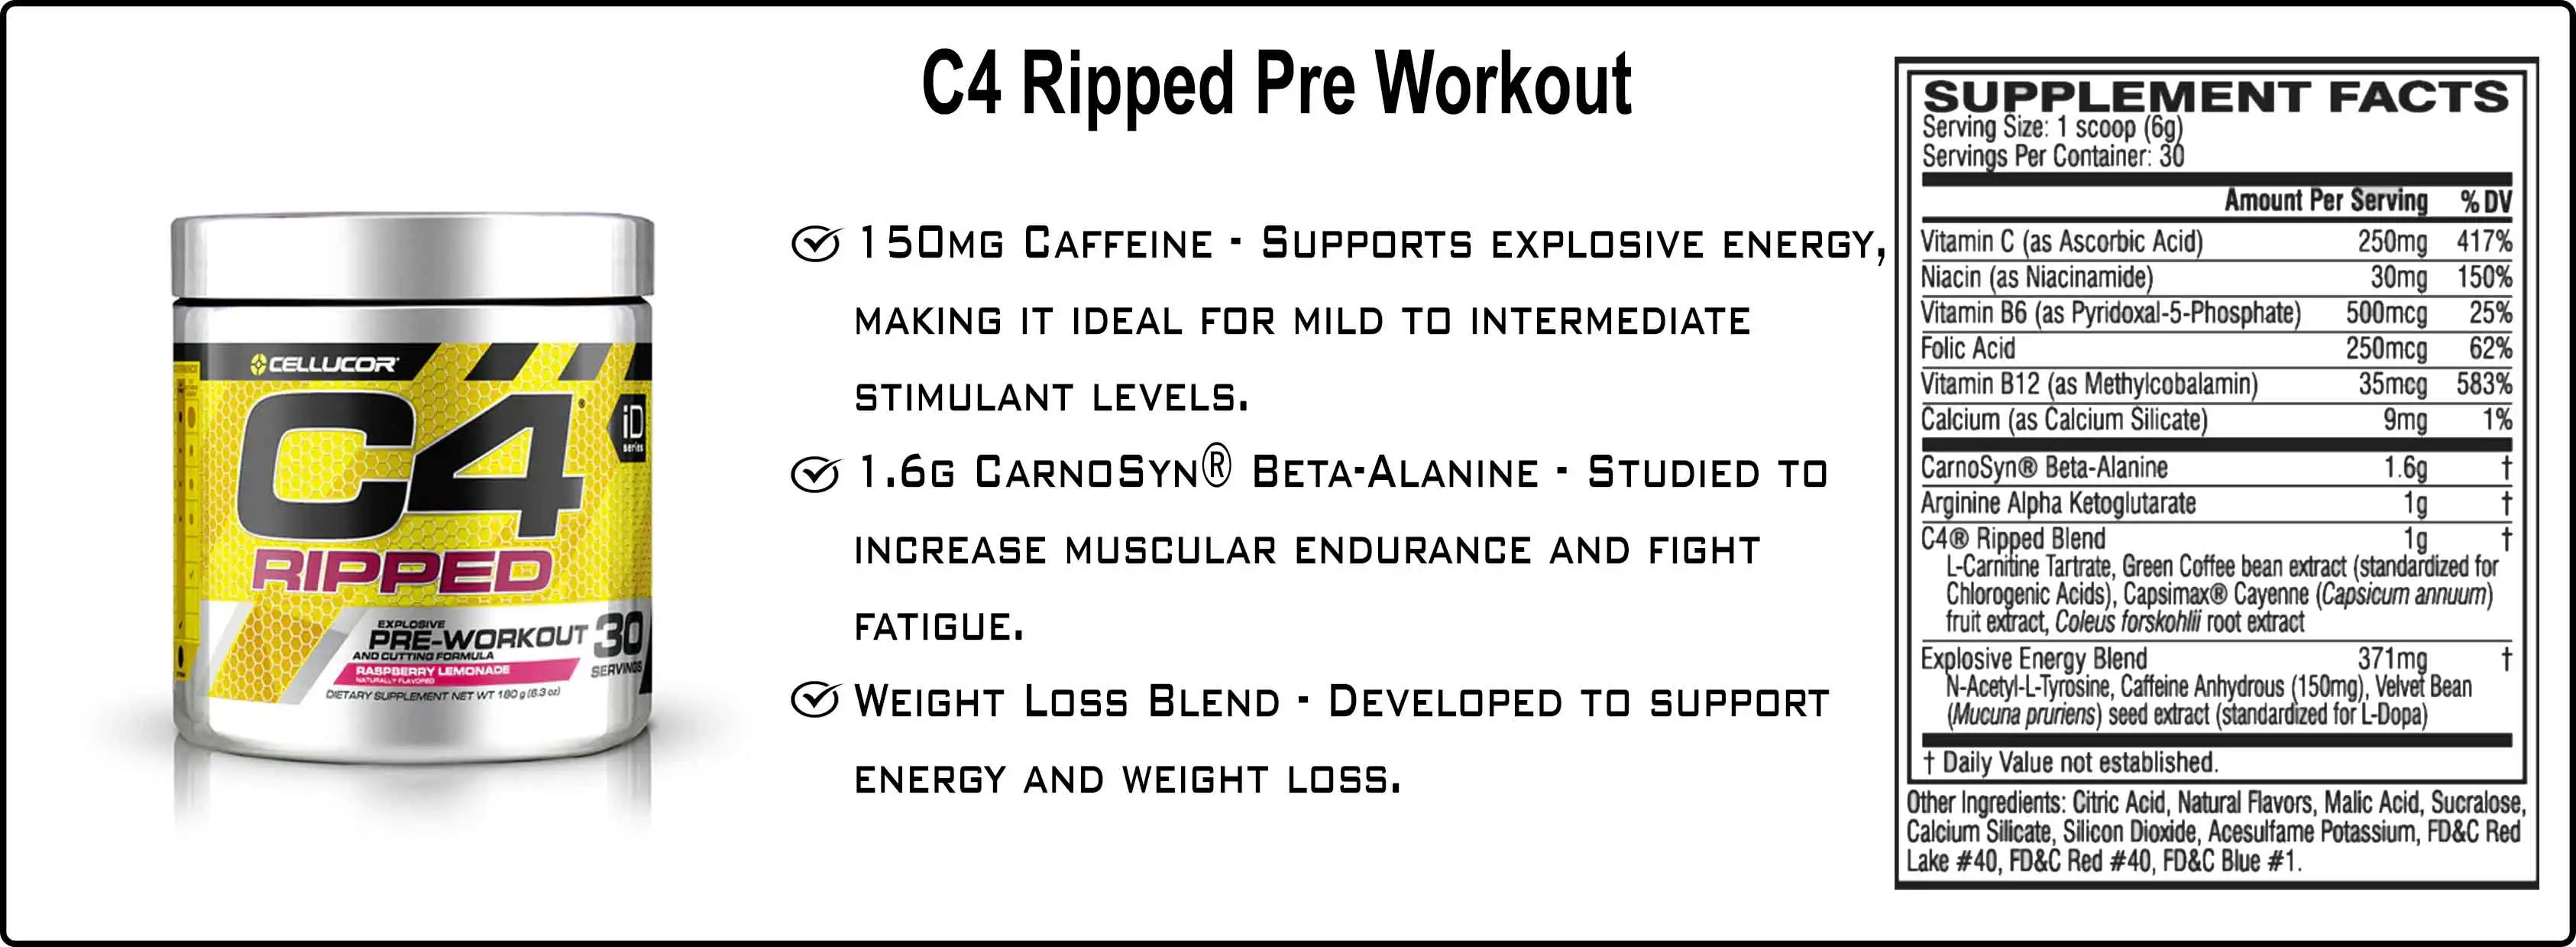 C4 Ripped Pre Workout
150mg Caffeine - Supports explosive energy,
making it ideal for mild to intermediate
stimulant levels.
1.6g CarnoSyn® Beta-Alanine - Studied to
increase muscular endurance and fight
fatigue.
Weight Loss Blend - Developed to support
energy and weight loss.
CELLUCOR®
C4®
iD
series
RIPPED
EXPLOSIVE
PRE-WORKOUT
AND CUTTING FORMULA
30
SERVINGS
RASPBERRY LEMONADE
NATURALLY FLAVORED
DIETARY SUPPLEMENT NET WT 180 g (6.3 oz)
SUPPLEMENT FACTS
Serving Size: 1 scoop (6g)
Servings Per Container: 30
Amount Per Serving % DV
Vitamin C (as Ascorbic Acid) 250mg 417%
Niacin (as Niacinamide) 30mg 150%
Vitamin B6 (as Pyridoxal-5-Phosphate) 500mcg 25%
Folic Acid 250mcg 62%
Vitamin B12 (as Methylcobalamin) 35mcg 583%
Calcium (as Calcium Silicate) 9mg 1%
CarnoSyn® Beta-Alanine 1.6g †
Arginine Alpha Ketoglutarate 1g †
C4® Ripped Blend 1g †
L-Carnitine Tartrate, Green Coffee bean extract (standardized for
Chlorogenic Acids), Capsimax® Cayenne (Capsicum annuum)
fruit extract, Coleus forskohlii root extract
Explosive Energy Blend 371mg †
N-Acetyl-L-Tyrosine, Caffeine Anhydrous (150mg), Velvet Bean
(Mucuna pruriens) seed extract (standardized for L-Dopa)
† Daily Value not established.
Other Ingredients: Citric Acid, Natural Flavors, Malic Acid, Sucralose,
Calcium Silicate, Silicon Dioxide, Acesulfame Potassium, FD&C Red
Lake #40, FD&C Red #40, FD&C Blue #1.